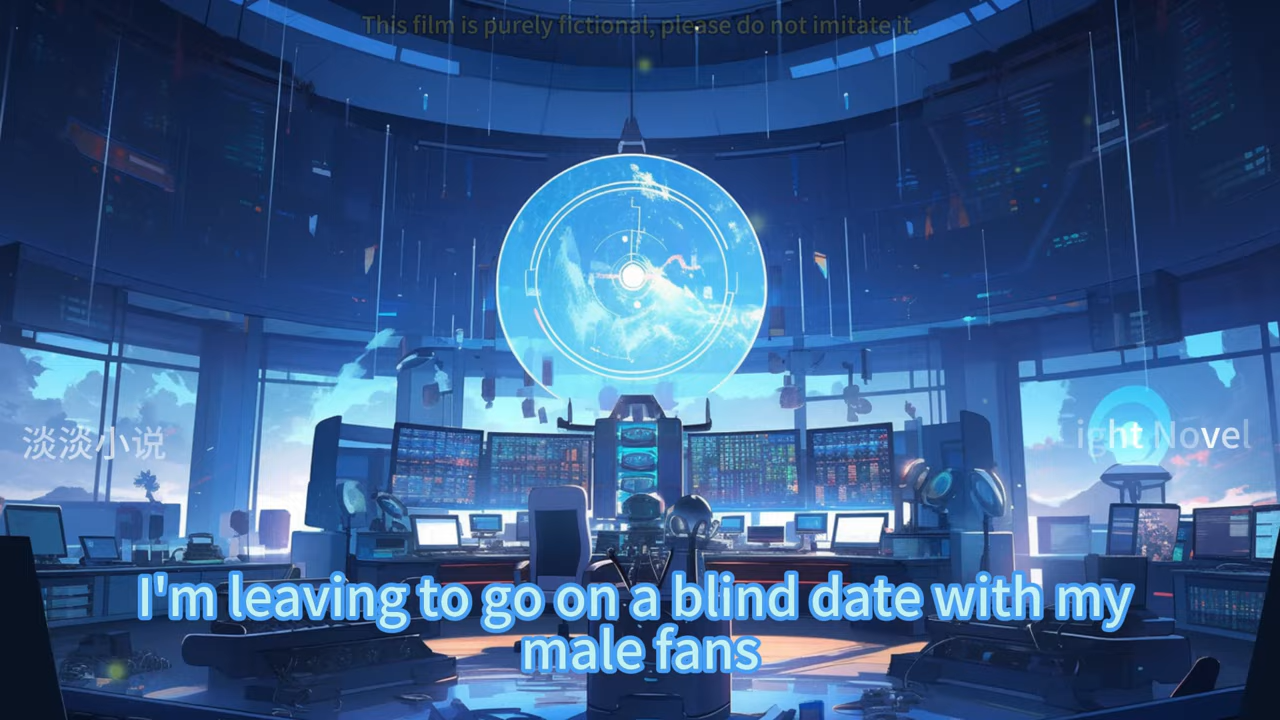 This film is purely fictional, please do not imitate it.
淡淡小说
ight Novel
I'm leaving to go on a blind date with my
male fans